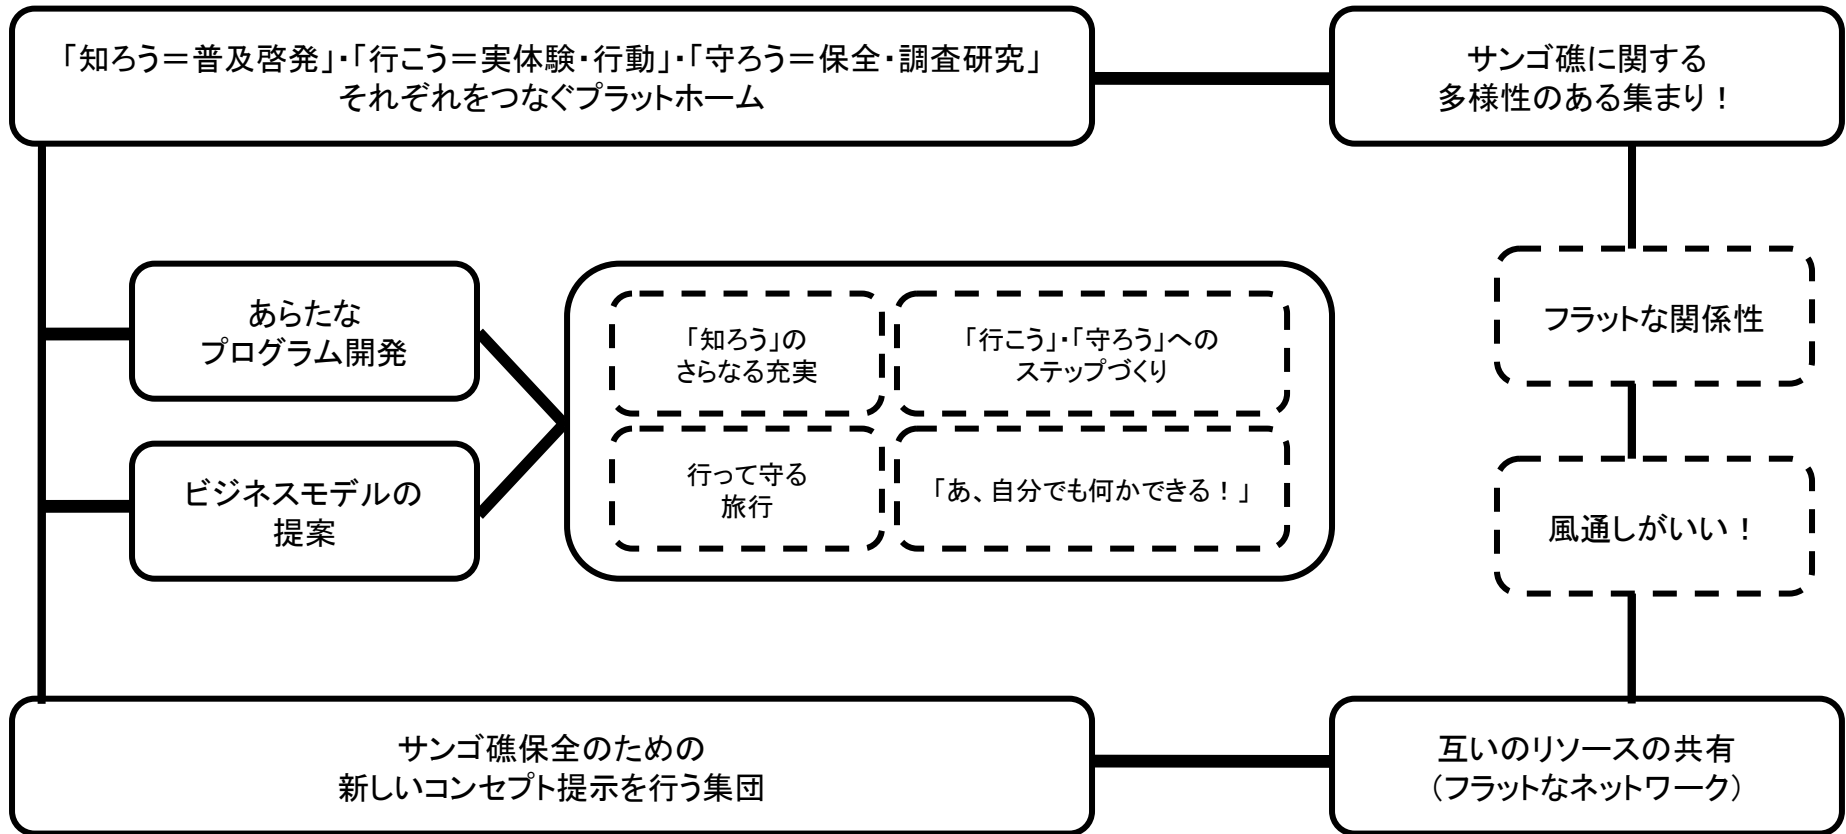 「知ろう＝普及啓発」・「行こう＝実体験・行動」・「守ろう＝保全・調査研究」
それぞれをつなぐプラットホーム
サンゴ礁に関する
多様性のある集まり！
あらたな
プログラム開発
ビジネスモデルの
提案
「知ろう」の
さらなる充実
「行こう」・「守ろう」への
ステップづくり
行って守る
旅行
「あ、自分でも何かできる！」
フラットな関係性
風通しがいい！
サンゴ礁保全のための
新しいコンセプト提示を行う集団
互いのリソースの共有
（フラットなネットワーク）